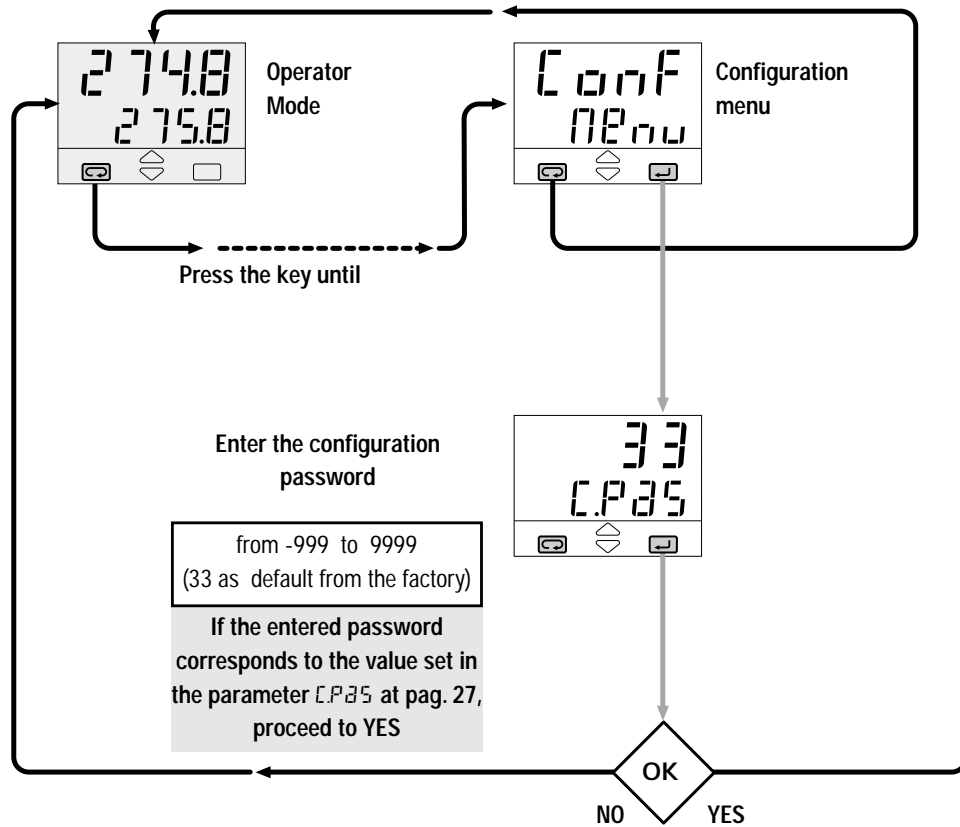 274.8
275.8
Operator
Mode
Conf
MEnu
Configuration
menu
Press the key until
33
C.PaS
Enter the configuration
password
from -999 to 9999
(33 as default from the factory)
If the entered password
corresponds to the value set in
the parameter C.PaS at pag. 27,
proceed to YES
OK
NO
YES